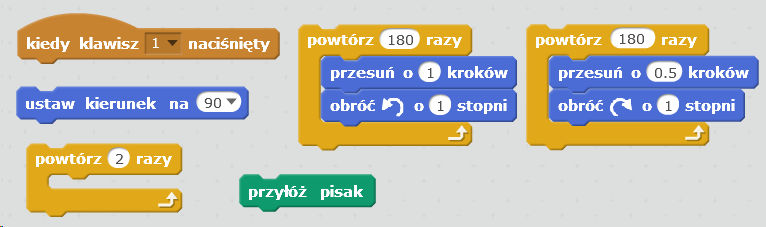 kiedy klawisz 1 naciśnięty
ustaw kierunek na 90
powtórz 2 razy
przyłóż pisak
powtórz 180 razy
przesuń o 1 kroków
obróć o 1 stopni
powtórz 180 razy
przesuń o 0.5 kroków
obróć o 1 stopni